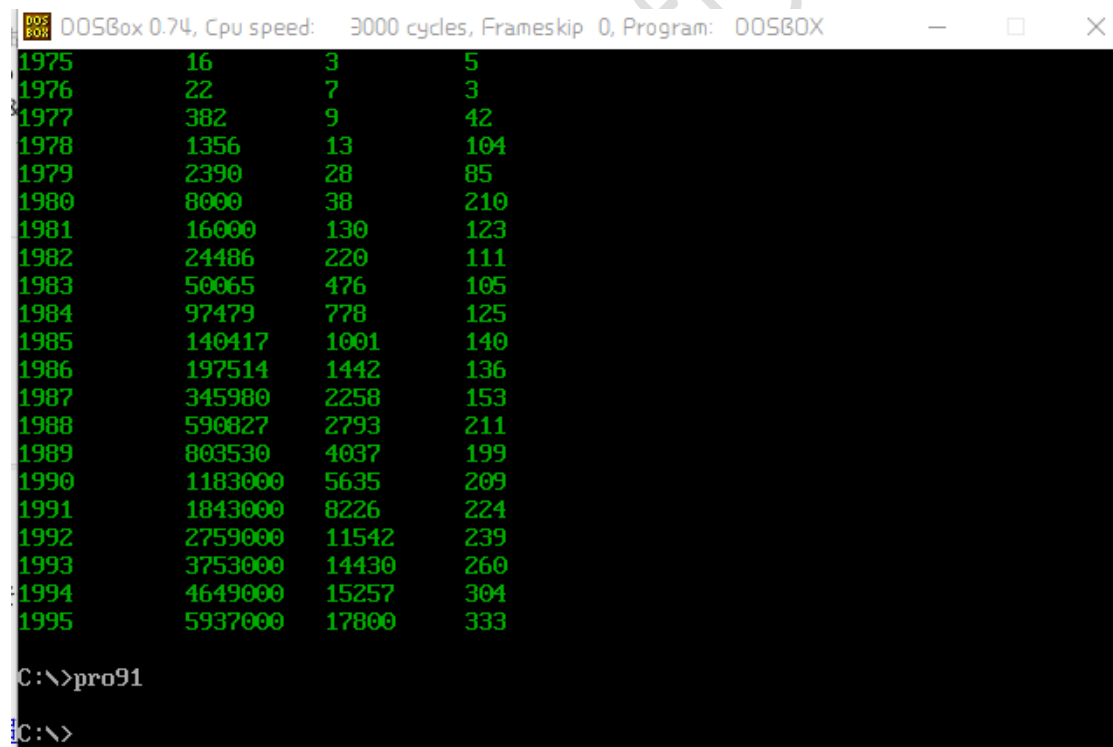 DOSBox 0.74, Cpu speed: 3000 cycles, Frameskip 0, Program: DOSBOX
1975 16 3 5
1976 22 7 3
1977 382 9 42
1978 1356 13 104
1979 2390 28 85
1980 8000 38 210
1981 16000 130 123
1982 24486 220 111
1983 50065 476 105
1984 97479 778 125
1985 140417 1001 140
1986 197514 1442 136
1987 345980 2258 153
1988 590827 2793 211
1989 803530 4037 199
1990 1183000 5635 209
1991 1843000 8226 224
1992 2759000 11542 239
1993 3753000 14430 260
1994 4649000 15257 304
1995 5937000 17800 333
C:\>pro91
C:\>